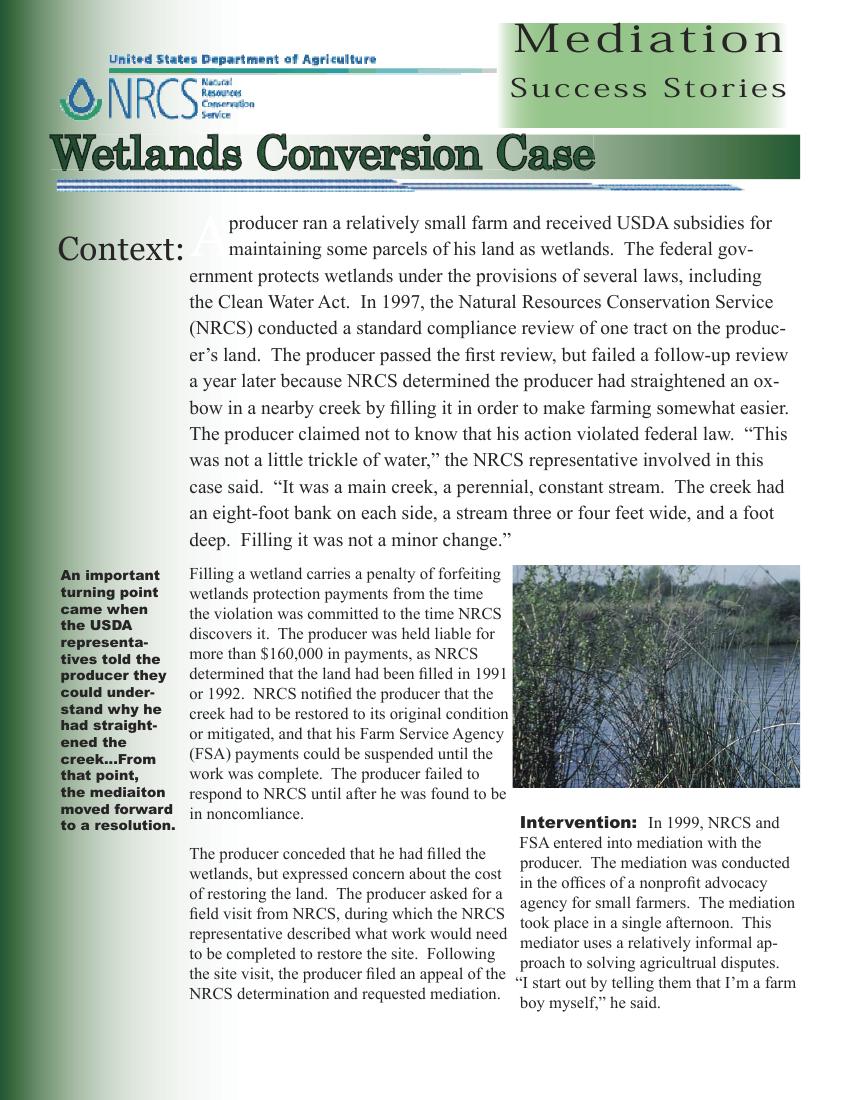 Mediation
Success Stories
United States Department of Agriculture
NRCS
Natural
Resources
Conservation
Service
Wetlands Conversion Case
Context:
A producer ran a relatively small farm and received USDA subsidies for
maintaining some parcels of his land as wetlands. The federal gov-
ernment protects wetlands under the provisions of several laws, including
the Clean Water Act. In 1997, the Natural Resources Conservation Service
(NRCS) conducted a standard compliance review of one tract on the produc-
er’s land. The producer passed the first review, but failed a follow-up review
a year later because NRCS determined the producer had straightened an ox-
bow in a nearby creek by filling it in order to make farming somewhat easier.
The producer claimed not to know that his action violated federal law. “This
was not a little trickle of water,” the NRCS representative involved in this
case said. “It was a main creek, a perennial, constant stream. The creek had
an eight-foot bank on each side, a stream three or four feet wide, and a foot
deep. Filling it was not a minor change.”
An important
turning point
came when
the USDA
representa-
tives told the
producer they
could under-
stand why he
had straight-
ened the
creek...From
that point,
the mediaiton
moved forward
to a resolution.
Filling a wetland carries a penalty of forfeiting
wetlands protection payments from the time
the violation was committed to the time NRCS
discovers it. The producer was held liable for
more than $160,000 in payments, as NRCS
determined that the land had been filled in 1991
or 1992. NRCS notified the producer that the
creek had to be restored to its original condition
or mitigated, and that his Farm Service Agency
(FSA) payments could be suspended until the
work was complete. The producer failed to
respond to NRCS until after he was found to be
in noncomliance.
The producer conceded that he had filled the
wetlands, but expressed concern about the cost
of restoring the land. The producer asked for a
field visit from NRCS, during which the NRCS
representative described what work would need
to be completed to restore the site. Following
the site visit, the producer filed an appeal of the
NRCS determination and requested mediation.
Intervention: In 1999, NRCS and
FSA entered into mediation with the
producer. The mediation was conducted
in the offices of a nonprofit advocacy
agency for small farmers. The mediation
took place in a single afternoon. This
mediator uses a relatively informal ap-
proach to solving agricultrual disputes.
“I start out by telling them that I’m a farm
boy myself,” he said.